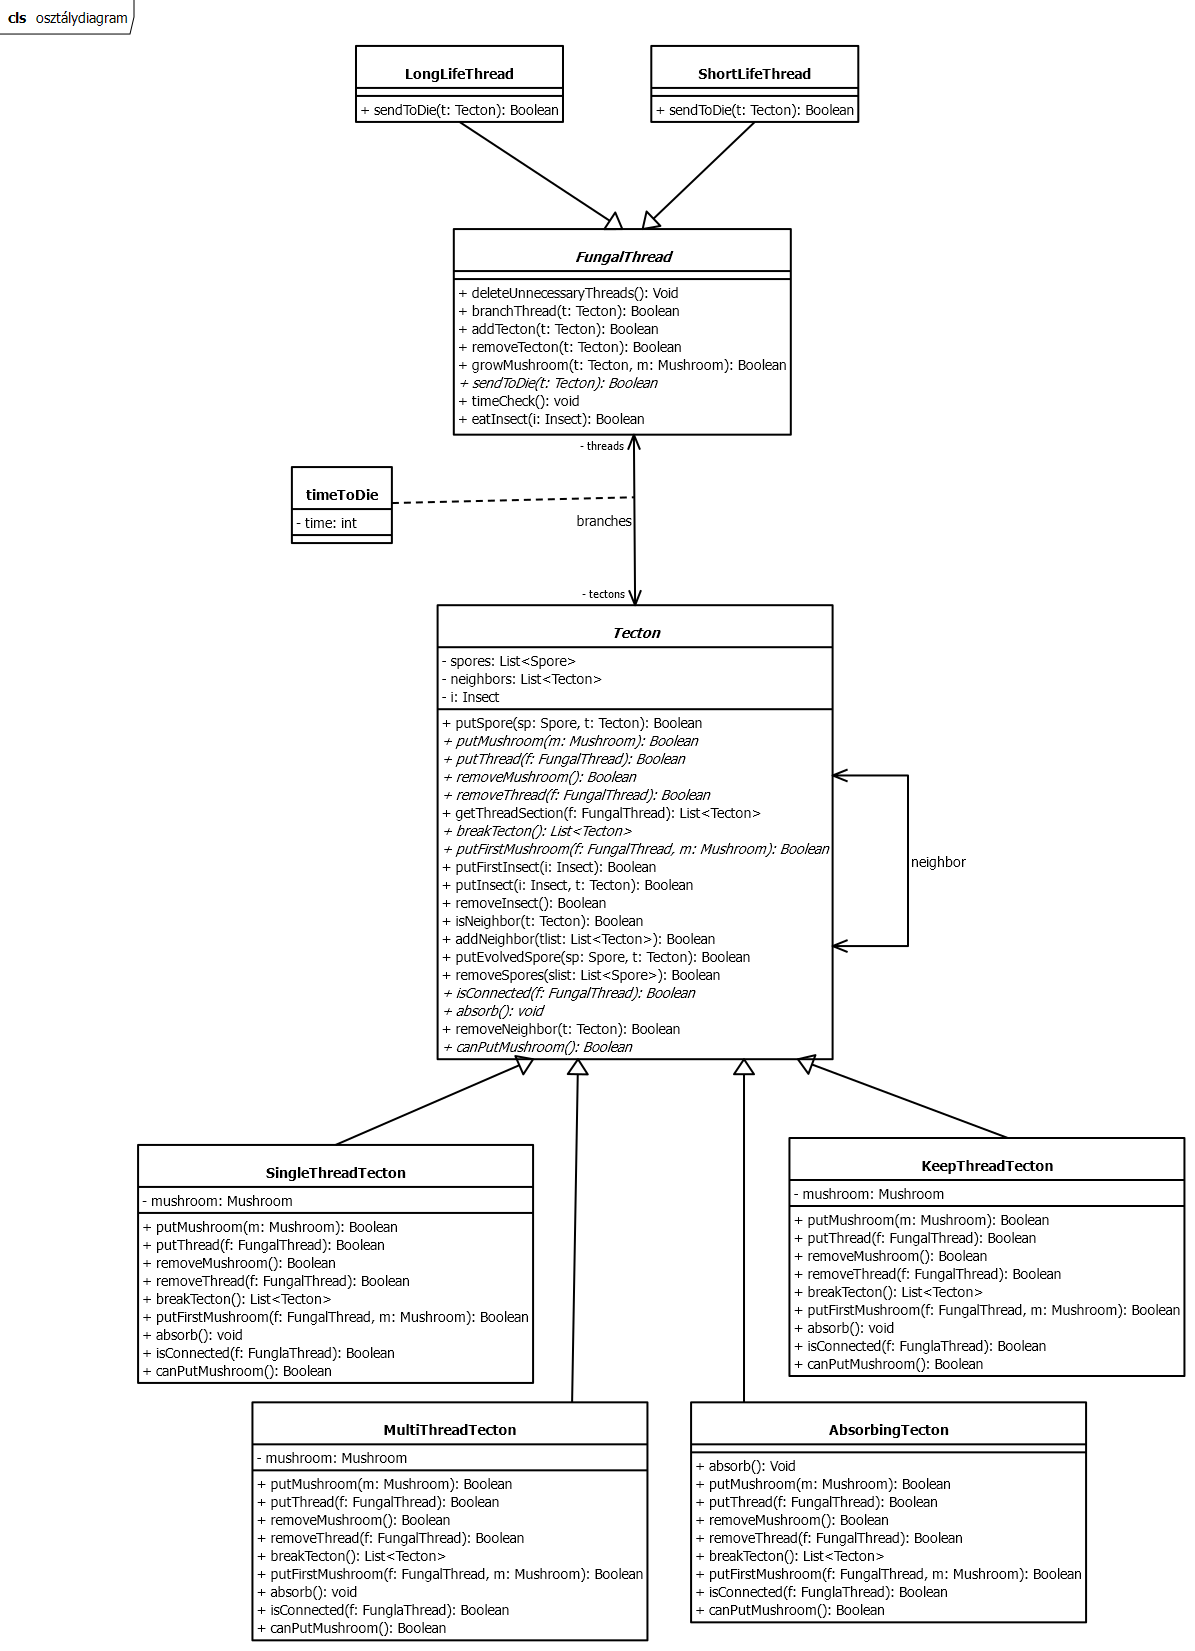 cls osztálydiagram
LongLifeThread
+ sendToDie(t: Tecton): Boolean
ShortLifeThread
+ sendToDie(t: Tecton): Boolean
FungalThread
+ deleteUnnecessaryThreads(): Void
+ branchThread(t: Tecton): Boolean
+ addTecton(t: Tecton): Boolean
+ removeTecton(t: Tecton): Boolean
+ growMushroom(t: Tecton, m: Mushroom): Boolean
+ sendToDie(t: Tecton): Boolean
+ timeCheck(): void
+ eatInsect(i: Insect): Boolean
- threads
timeToDie
- time: int
branches
- tectons
Tecton
- spores: List<Spore>
- neighbors: List<Tecton>
- i: Insect
+ putSpore(sp: Spore, t: Tecton): Boolean
+ putMushroom(m: Mushroom): Boolean
+ putThread(f: FungalThread): Boolean
+ removeMushroom(): Boolean
+ removeThread(f: FungalThread): Boolean
+ getThreadSection(f: FungalThread): List<Tecton>
+ breakTecton(): List<Tecton>
+ putFirstMushroom(f: FungalThread, m: Mushroom): Boolean
+ putFirstInsect(i: Insect): Boolean
+ putInsect(i: Insect, t: Tecton): Boolean
+ removeInsect(): Boolean
+ isNeighbor(t: Tecton): Boolean
+ addNeighbor(tlist: List<Tecton>): Boolean
+ putEvolvedSpore(sp: Spore, t: Tecton): Boolean
+ removeSpores(slist: List<Spore>): Boolean
+ isConnected(f: FungalThread): Boolean
+ absorb(): void
+ removeNeighbor(t: Tecton): Boolean
+ canPutMushroom(): Boolean
neighbor
SingleThreadTecton
- mushroom: Mushroom
+ putMushroom(m: Mushroom): Boolean
+ putThread(f: FungalThread): Boolean
+ removeMushroom(): Boolean
+ removeThread(f: FungalThread): Boolean
+ breakTecton(): List<Tecton>
+ putFirstMushroom(f: FungalThread, m: Mushroom): Boolean
+ absorb(): void
+ isConnected(f: FunglaThread): Boolean
+ canPutMushroom(): Boolean
KeepThreadTecton
- mushroom: Mushroom
+ putMushroom(m: Mushroom): Boolean
+ putThread(f: FungalThread): Boolean
+ removeMushroom(): Boolean
+ removeThread(f: FungalThread): Boolean
+ breakTecton(): List<Tecton>
+ putFirstMushroom(f: FungalThread, m: Mushroom): Boolean
+ absorb(): void
+ isConnected(f: FunglaThread): Boolean
+ canPutMushroom(): Boolean
MultiThreadTecton
- mushroom: Mushroom
+ putMushroom(m: Mushroom): Boolean
+ putThread(f: FungalThread): Boolean
+ removeMushroom(): Boolean
+ removeThread(f: FungalThread): Boolean
+ breakTecton(): List<Tecton>
+ putFirstMushroom(f: FungalThread, m: Mushroom): Boolean
+ absorb(): void
+ isConnected(f: FunglaThread): Boolean
+ canPutMushroom(): Boolean
AbsorbingTecton
+ absorb(): Void
+ putMushroom(m: Mushroom): Boolean
+ putThread(f: FungalThread): Boolean
+ removeMushroom(): Boolean
+ removeThread(f: FungalThread): Boolean
+ breakTecton(): List<Tecton>
+ putFirstMushroom(f: FungalThread, m: Mushroom): Boolean
+ isConnected(f: FunglaThread): Boolean
+ canPutMushroom(): Boolean